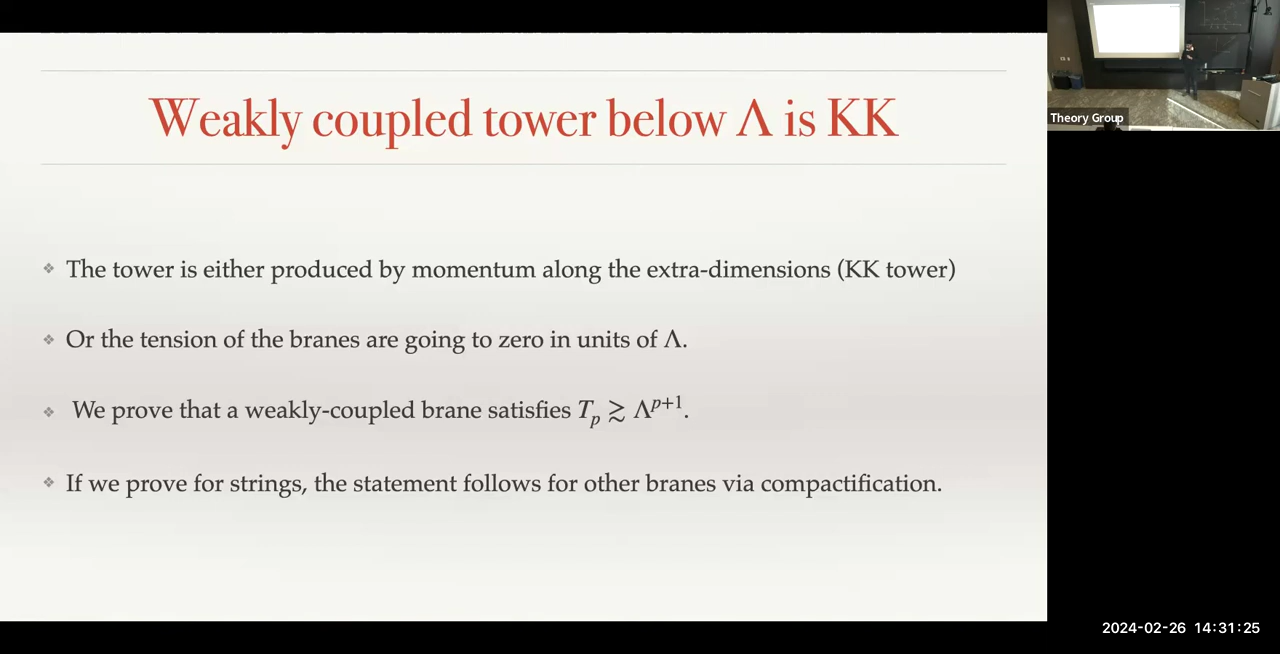 Weakly coupled tower below Λ is KK
❖ The tower is either produced by momentum along the extra-dimensions (KK tower)
❖ Or the tension of the branes are going to zero in units of Λ.
❖ We prove that a weakly-coupled brane satisfies Tₚ ≳ Λᵖ⁺¹.
❖ If we prove for strings, the statement follows for other branes via compactification.
Theory Group
2024-02-26 14:31:25